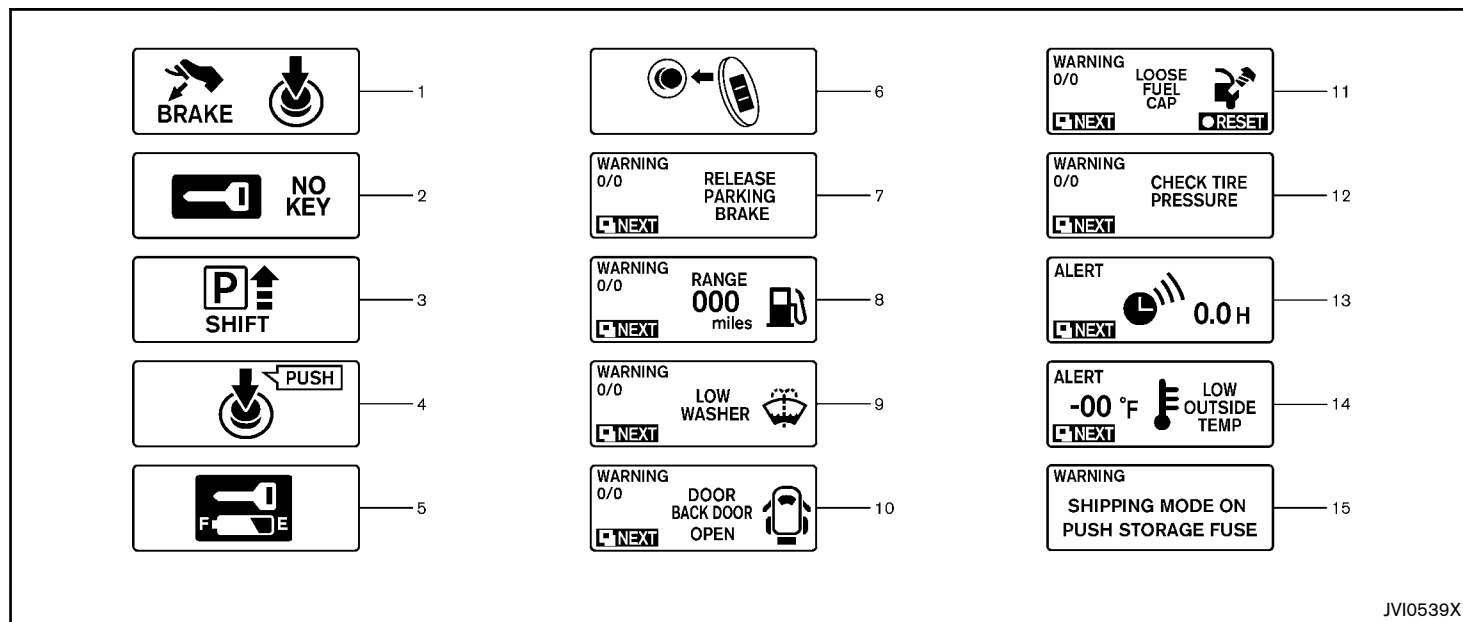 BRAKE
1
NO
KEY
2
P
SHIFT
3
PUSH
4
F E
5
6
WARNING
0/0
RELEASE
PARKING
BRAKE
NEXT
7
WARNING
0/0
RANGE
000
miles
NEXT
8
WARNING
0/0
LOW
WASHER
NEXT
9
WARNING
0/0
DOOR
BACK DOOR
OPEN
NEXT
10
WARNING
0/0
LOOSE
FUEL
CAP
NEXT
RESET
11
WARNING
0/0
CHECK TIRE
PRESSURE
NEXT
12
ALERT
0.0 H
NEXT
13
ALERT
-00 °F
LOW
OUTSIDE
TEMP
NEXT
14
WARNING
SHIPPING MODE ON
PUSH STORAGE FUSE
15
JVI0539X